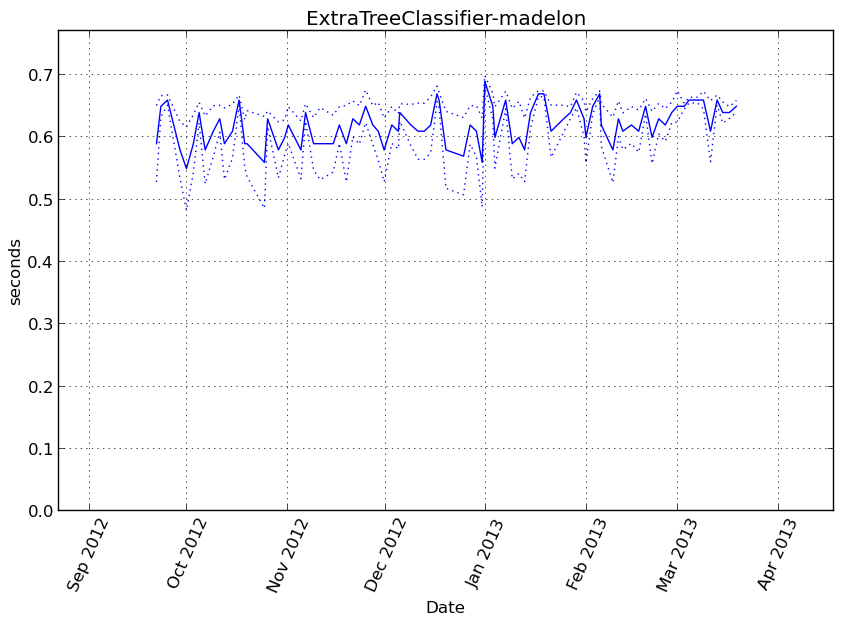 ExtraTreeClassifier-madelon
seconds
0.7
0.6
0.5
0.4
0.3
0.2
0.1
0.0
Sep 2012
Oct 2012
Nov 2012
Dec 2012
Jan 2013
Feb 2013
Mar 2013
Apr 2013
Date